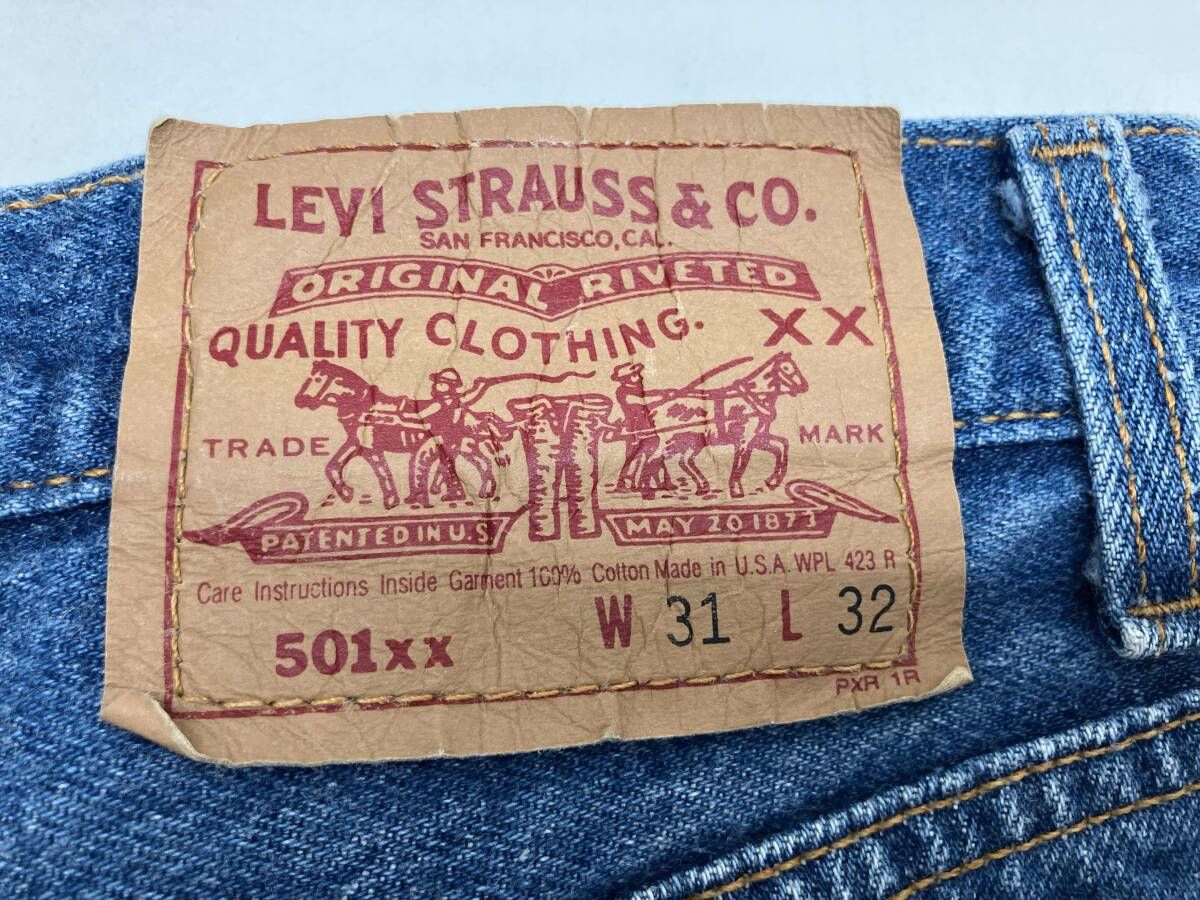 LEVI STRAUSS & CO.
SAN FRANCISCO, CAL.
ORIGINAL RIVETED
QUALITY CLOTHING. XX
TRADE MARK
PATENTED IN U.S. MAY 20 1873
Care Instructions Inside Garment 100% Cotton Made in U.S.A. WPL 423 R
501xx W 31 L 32
PXR 1R